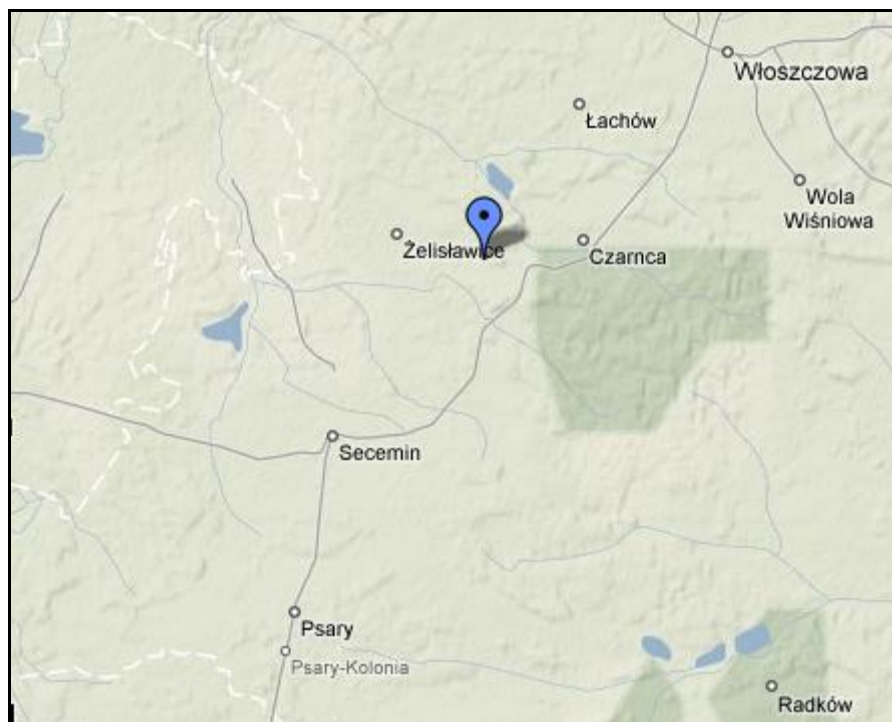 Włoszczowa
Łachów
Wola
Wiśniowa
Żelisławice
Czarnca
Secemin
Psary
Psary-Kolonia
Radków